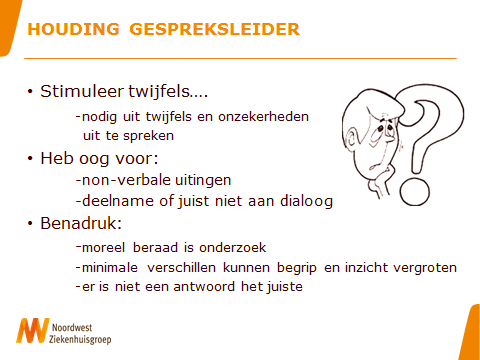 HOUDING GESPREKSLEIDER
• Stimuleer twijfels….
-nodig uit twijfels en onzekerheden
uit te spreken
• Heb oog voor:
-non-verbale uitingen
-deelname of juist niet aan dialoog
• Benadruk:
-moreel beraad is onderzoek
-minimale verschillen kunnen begrip en inzicht vergroten
-er is niet een antwoord het juiste
Noordwest
Ziekenhuisgroep